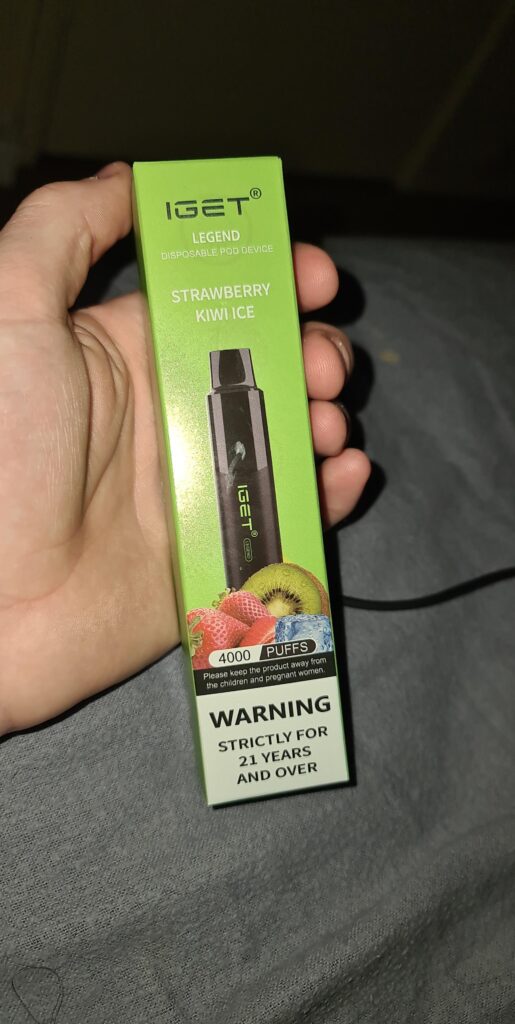 IGET®
LEGEND
DISPOSABLE POD DEVICE
STRAWBERRY
KIWI ICE
IGET®
LEGEND
4000 PUFFS
Please keep the product away from
the children and pregnant women.
WARNING
STRICTLY FOR
21 YEARS
AND OVER